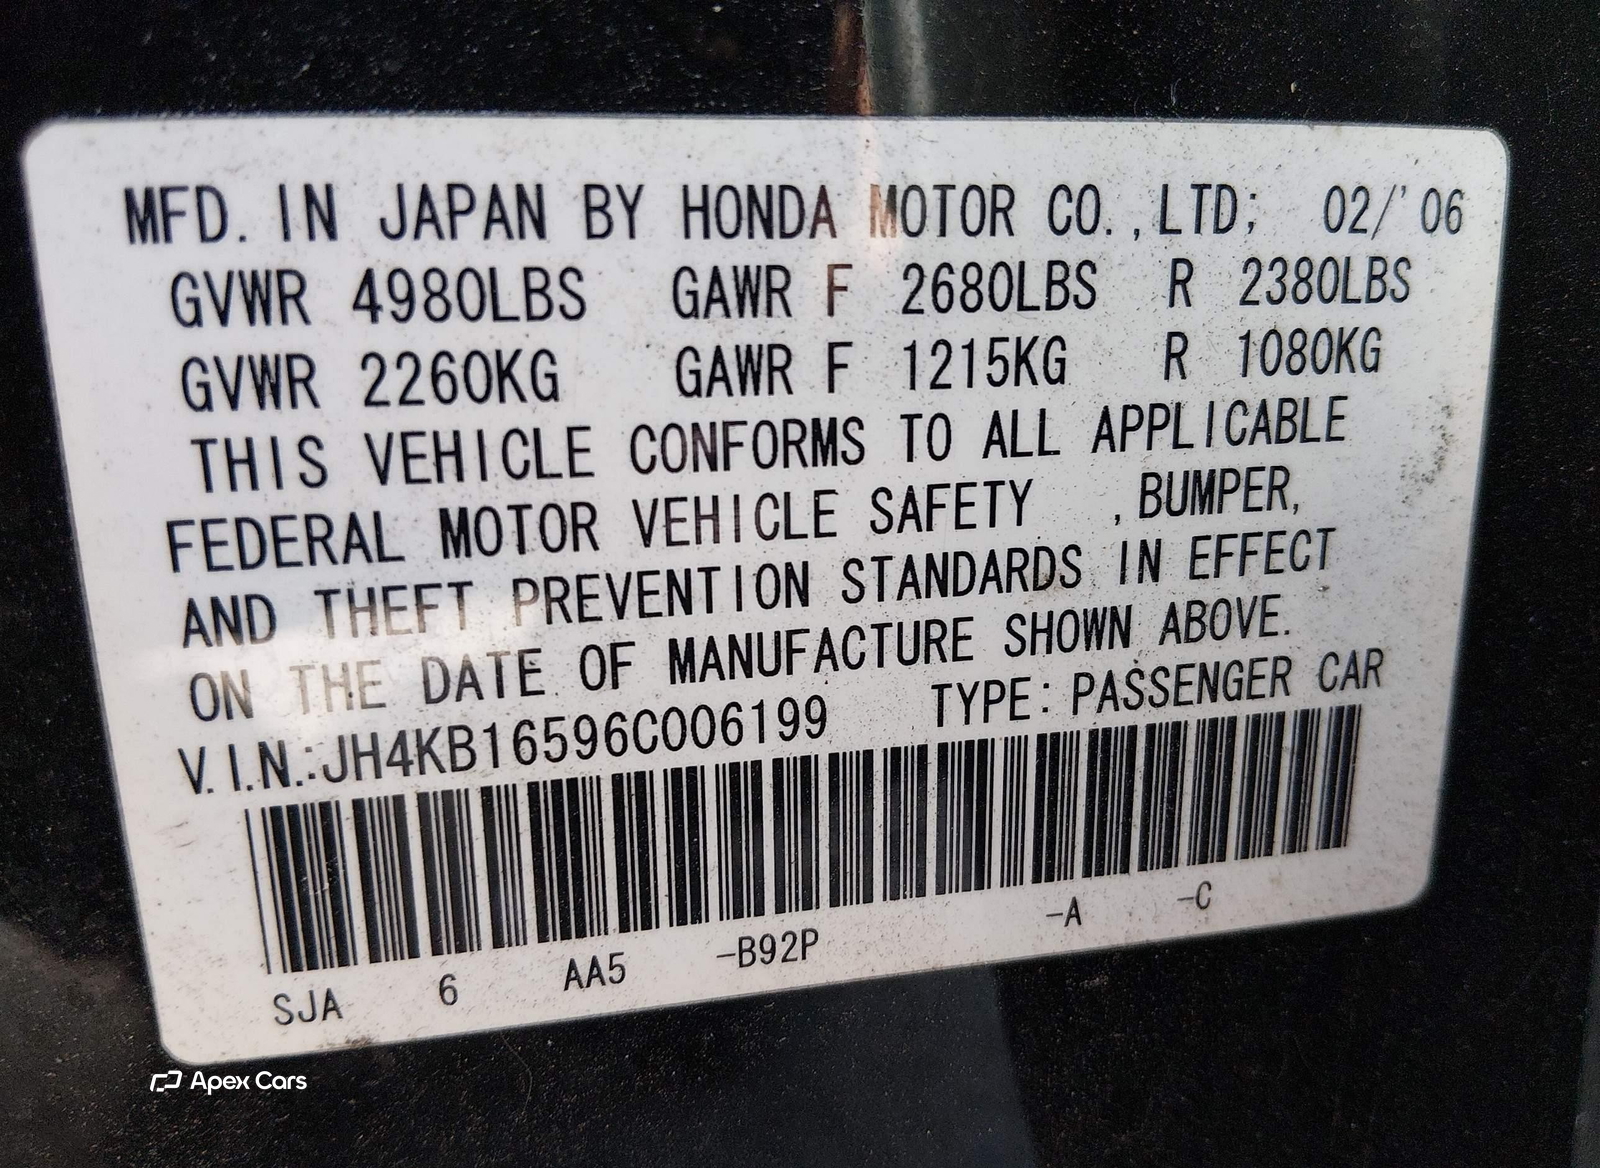 MFD. IN JAPAN BY HONDA MOTOR CO.,LTD; 02/'06
GVWR 4980LBS GAWR F 2680LBS R 2380LBS
GVWR 2260KG GAWR F 1215KG R 1080KG
THIS VEHICLE CONFORMS TO ALL APPLICABLE
FEDERAL MOTOR VEHICLE SAFETY ,BUMPER,
AND THEFT PREVENTION STANDARDS IN EFFECT
ON THE DATE OF MANUFACTURE SHOWN ABOVE.
V.I.N.:JH4KB16596C006199 TYPE:PASSENGER CAR
SJA 6 AA5 -B92P -A -C
Apex Cars